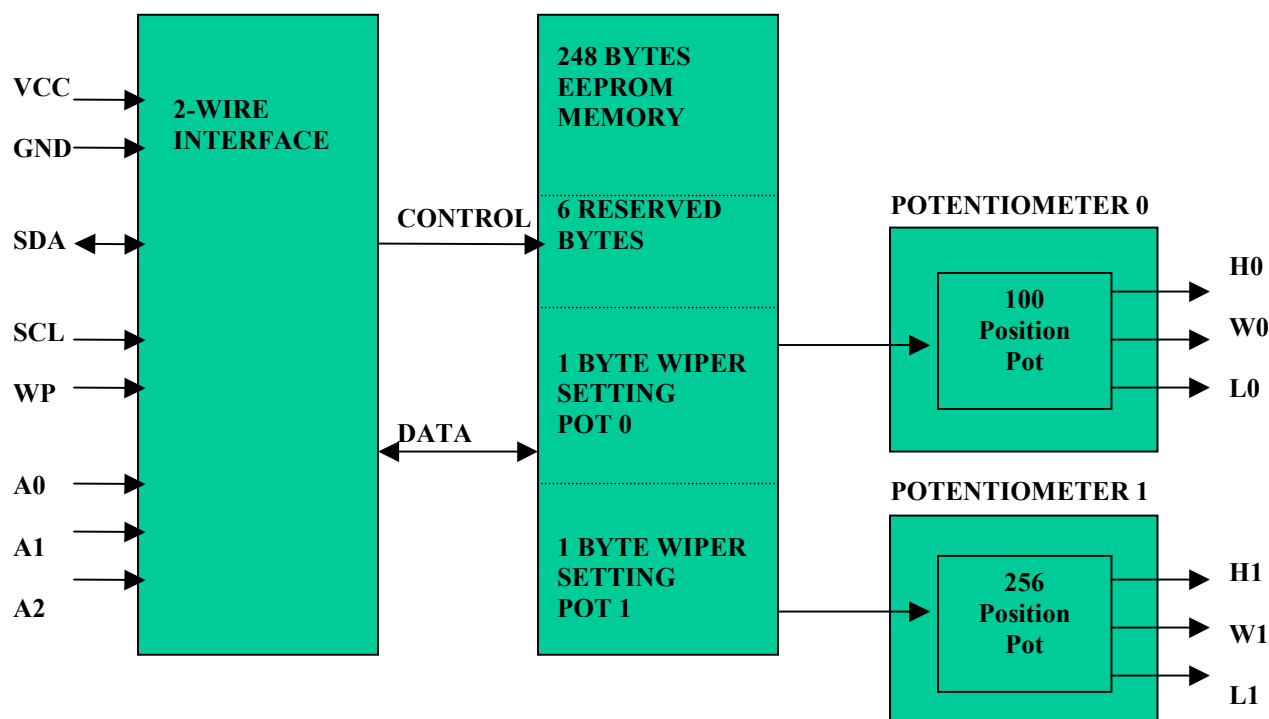 VCC
GND
SDA
SCL
WP
A0
A1
A2
2-WIRE
INTERFACE
CONTROL
DATA
248 BYTES
EEPROM
MEMORY
6 RESERVED
BYTES
1 BYTE WIPER
SETTING
POT 0
1 BYTE WIPER
SETTING
POT 1
POTENTIOMETER 0
100
Position
Pot
H0
W0
L0
POTENTIOMETER 1
256
Position
Pot
H1
W1
L1